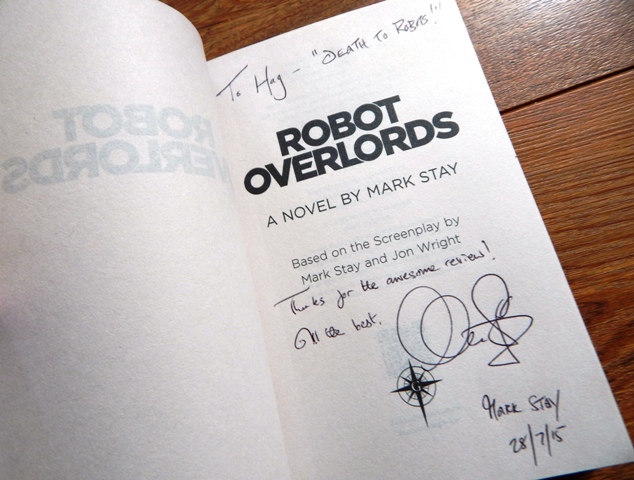 To Hag - "DEATH TO ROBOTS!"
ROBOT
OVERLORDS
A NOVEL BY MARK STAY
Based on the Screenplay by
Mark Stay and Jon Wright
Thanks for the awesome review!
All the best,
MARK STAY
28/7/15